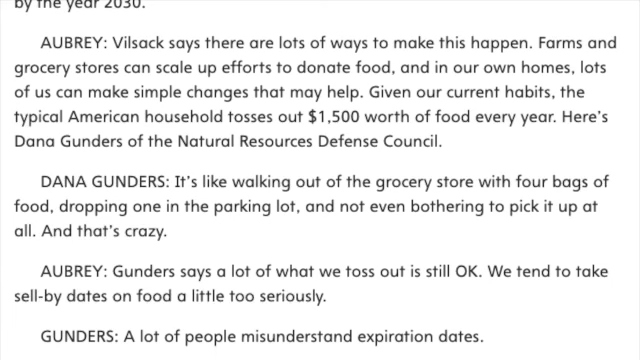 by the year 2030.
AUBREY: Vilsack says there are lots of ways to make this happen. Farms and
grocery stores can scale up efforts to donate food, and in our own homes, lots
of us can make simple changes that may help. Given our current habits, the
typical American household tosses out $1,500 worth of food every year. Here's
Dana Gunders of the Natural Resources Defense Council.
DANA GUNDERS: It's like walking out of the grocery store with four bags of
food, dropping one in the parking lot, and not even bothering to pick it up at
all. And that's crazy.
AUBREY: Gunders says a lot of what we toss out is still OK. We tend to take
sell-by dates on food a little too seriously.
GUNDERS: A lot of people misunderstand expiration dates.